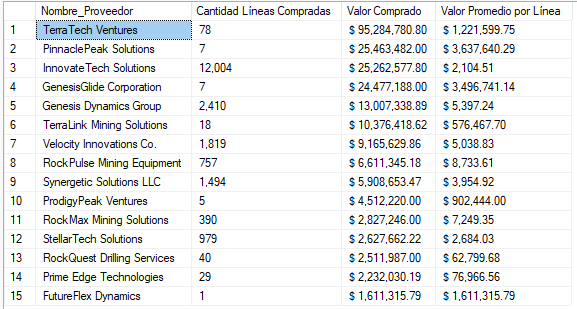 Nombre_Proveedor Cantidad Líneas Compradas Valor Comprado Valor Promedio por Línea
1 TerraTech Ventures 78 $ 95,284,780.80 $ 1,221,599.75
2 PinnaclePeak Solutions 7 $ 25,463,482.00 $ 3,637,640.29
3 InnovateTech Solutions 12,004 $ 25,262,577.80 $ 2,104.51
4 GenesisGlide Corporation 7 $ 24,477,188.00 $ 3,496,741.14
5 Genesis Dynamics Group 2,410 $ 13,007,338.89 $ 5,397.24
6 TerraLink Mining Solutions 18 $ 10,376,418.62 $ 576,467.70
7 Velocity Innovations Co. 1,819 $ 9,165,629.86 $ 5,038.83
8 RockPulse Mining Equipment 757 $ 6,611,345.18 $ 8,733.61
9 Synergetic Solutions LLC 1,494 $ 5,908,653.47 $ 3,954.92
10 ProdigyPeak Ventures 5 $ 4,512,220.00 $ 902,444.00
11 RockMax Mining Solutions 390 $ 2,827,246.00 $ 7,249.35
12 StellarTech Solutions 979 $ 2,627,662.22 $ 2,684.03
13 RockQuest Drilling Services 40 $ 2,511,987.00 $ 62,799.68
14 Prime Edge Technologies 29 $ 2,232,030.19 $ 76,966.56
15 FutureFlex Dynamics 1 $ 1,611,315.79 $ 1,611,315.79